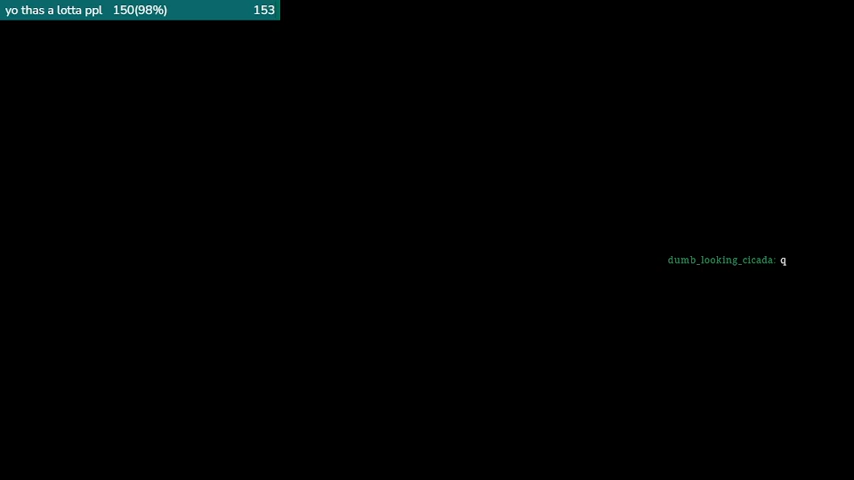 yo thas a lotta ppl 150(98%) 153
dumb_looking_cicada: q